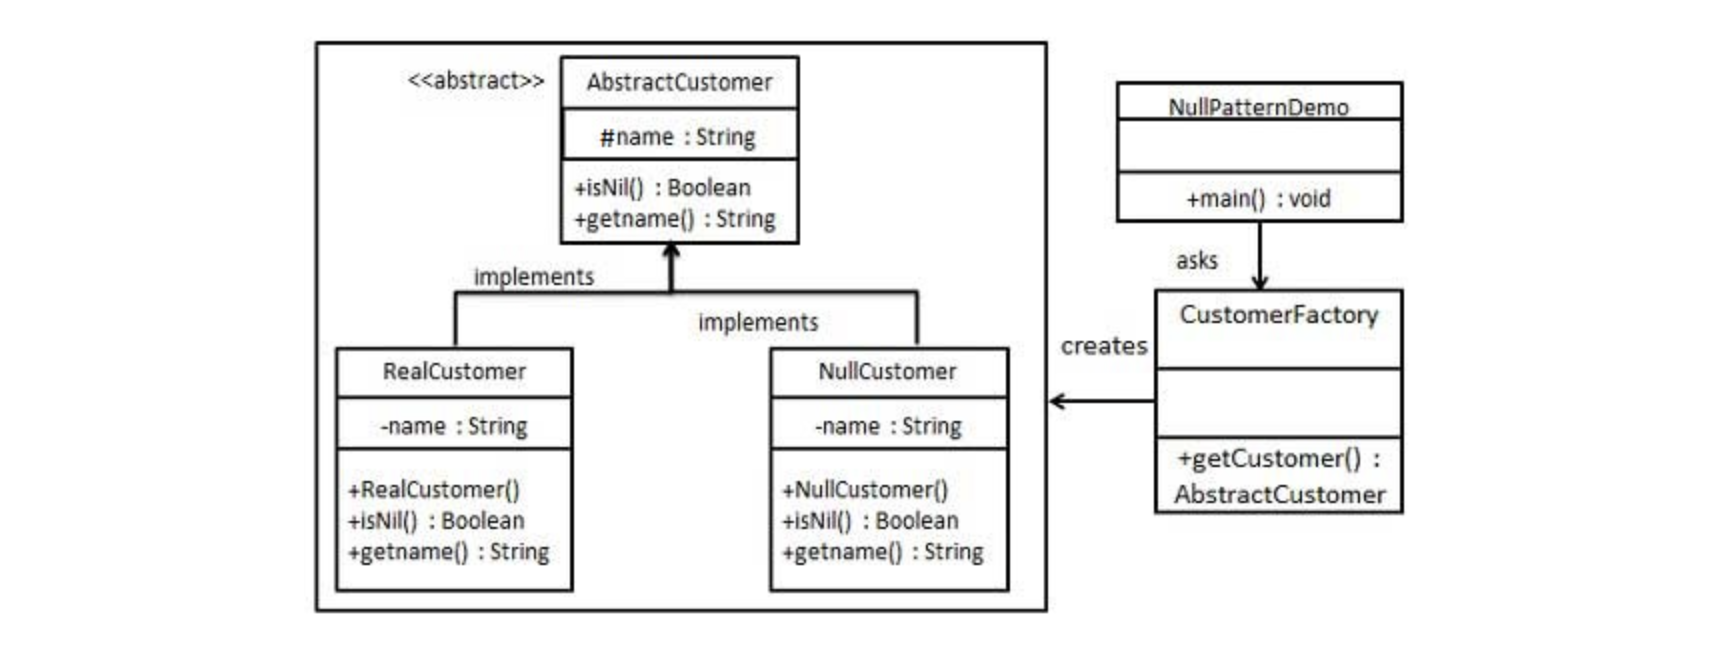 <<abstract>>
AbstractCustomer
#name : String
+isNil() : Boolean
+getname() : String
implements
implements
RealCustomer
-name : String
+RealCustomer()
+isNil() : Boolean
+getname() : String
NullCustomer
-name : String
+NullCustomer()
+isNil() : Boolean
+getname() : String
NullPatternDemo
+main() : void
asks
CustomerFactory
+getCustomer() :
AbstractCustomer
creates